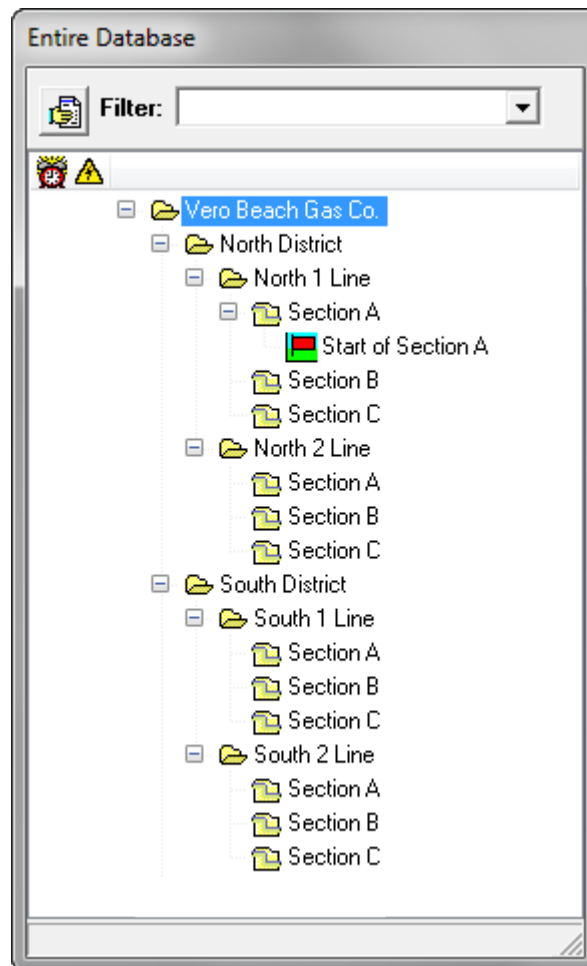 Entire Database
Filter:
Vero Beach Gas Co.
North District
North 1 Line
Section A
Start of Section A
Section B
Section C
North 2 Line
Section A
Section B
Section C
South District
South 1 Line
Section A
Section B
Section C
South 2 Line
Section A
Section B
Section C